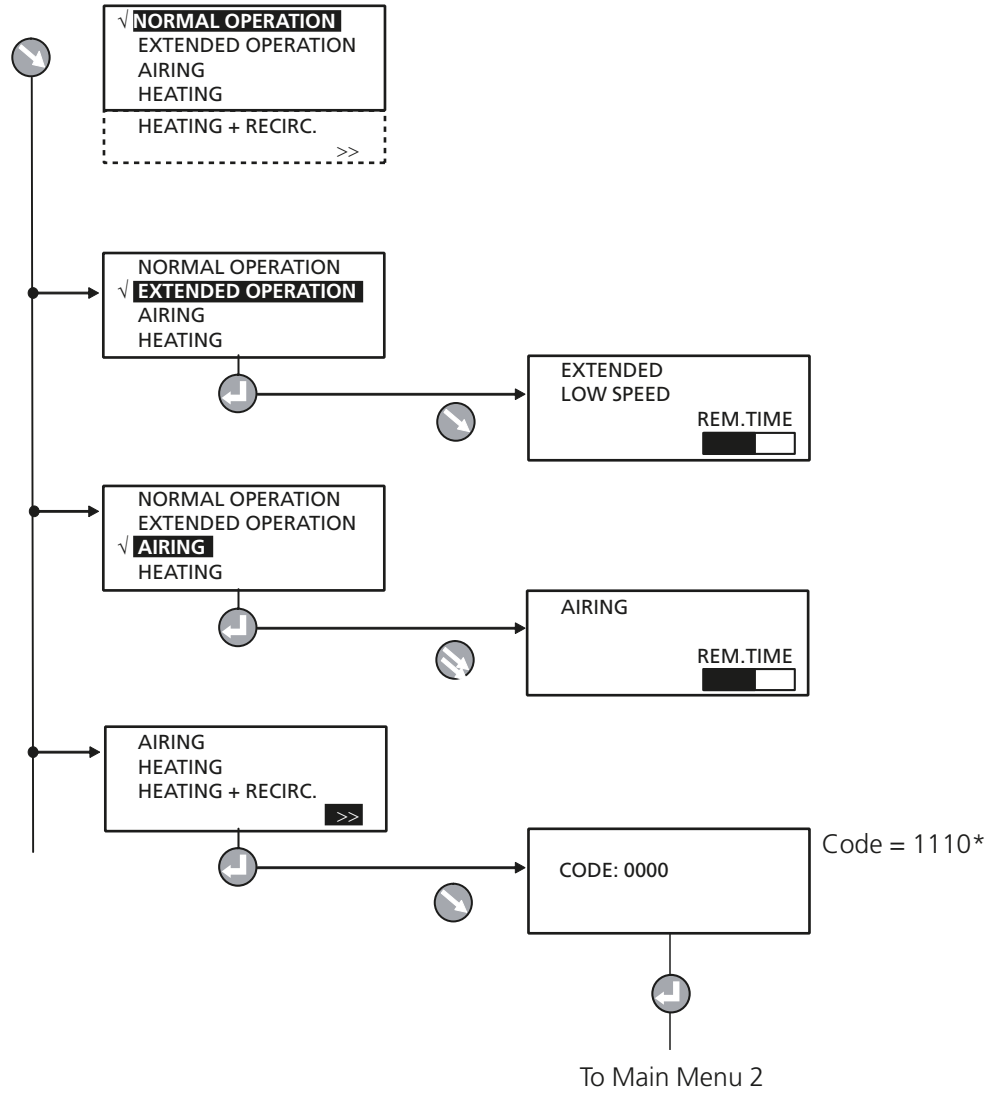 √ NORMAL OPERATION
EXTENDED OPERATION
AIRING
HEATING
HEATING + RECIRC.
>>
NORMAL OPERATION
√ EXTENDED OPERATION
AIRING
HEATING
EXTENDED
LOW SPEED
REM.TIME
NORMAL OPERATION
EXTENDED OPERATION
√ AIRING
HEATING
AIRING
REM.TIME
AIRING
HEATING
HEATING + RECIRC.
>>
CODE: 0000
Code = 1110*
To Main Menu 2